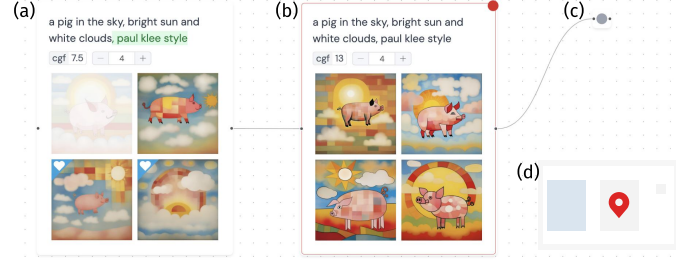 (a)
a pig in the sky, bright sun and
white clouds, paul klee style
cgf 7.5 − 4 +
(b)
a pig in the sky, bright sun and
white clouds, paul klee style
cgf 13 − 4 +
(c)
(d)